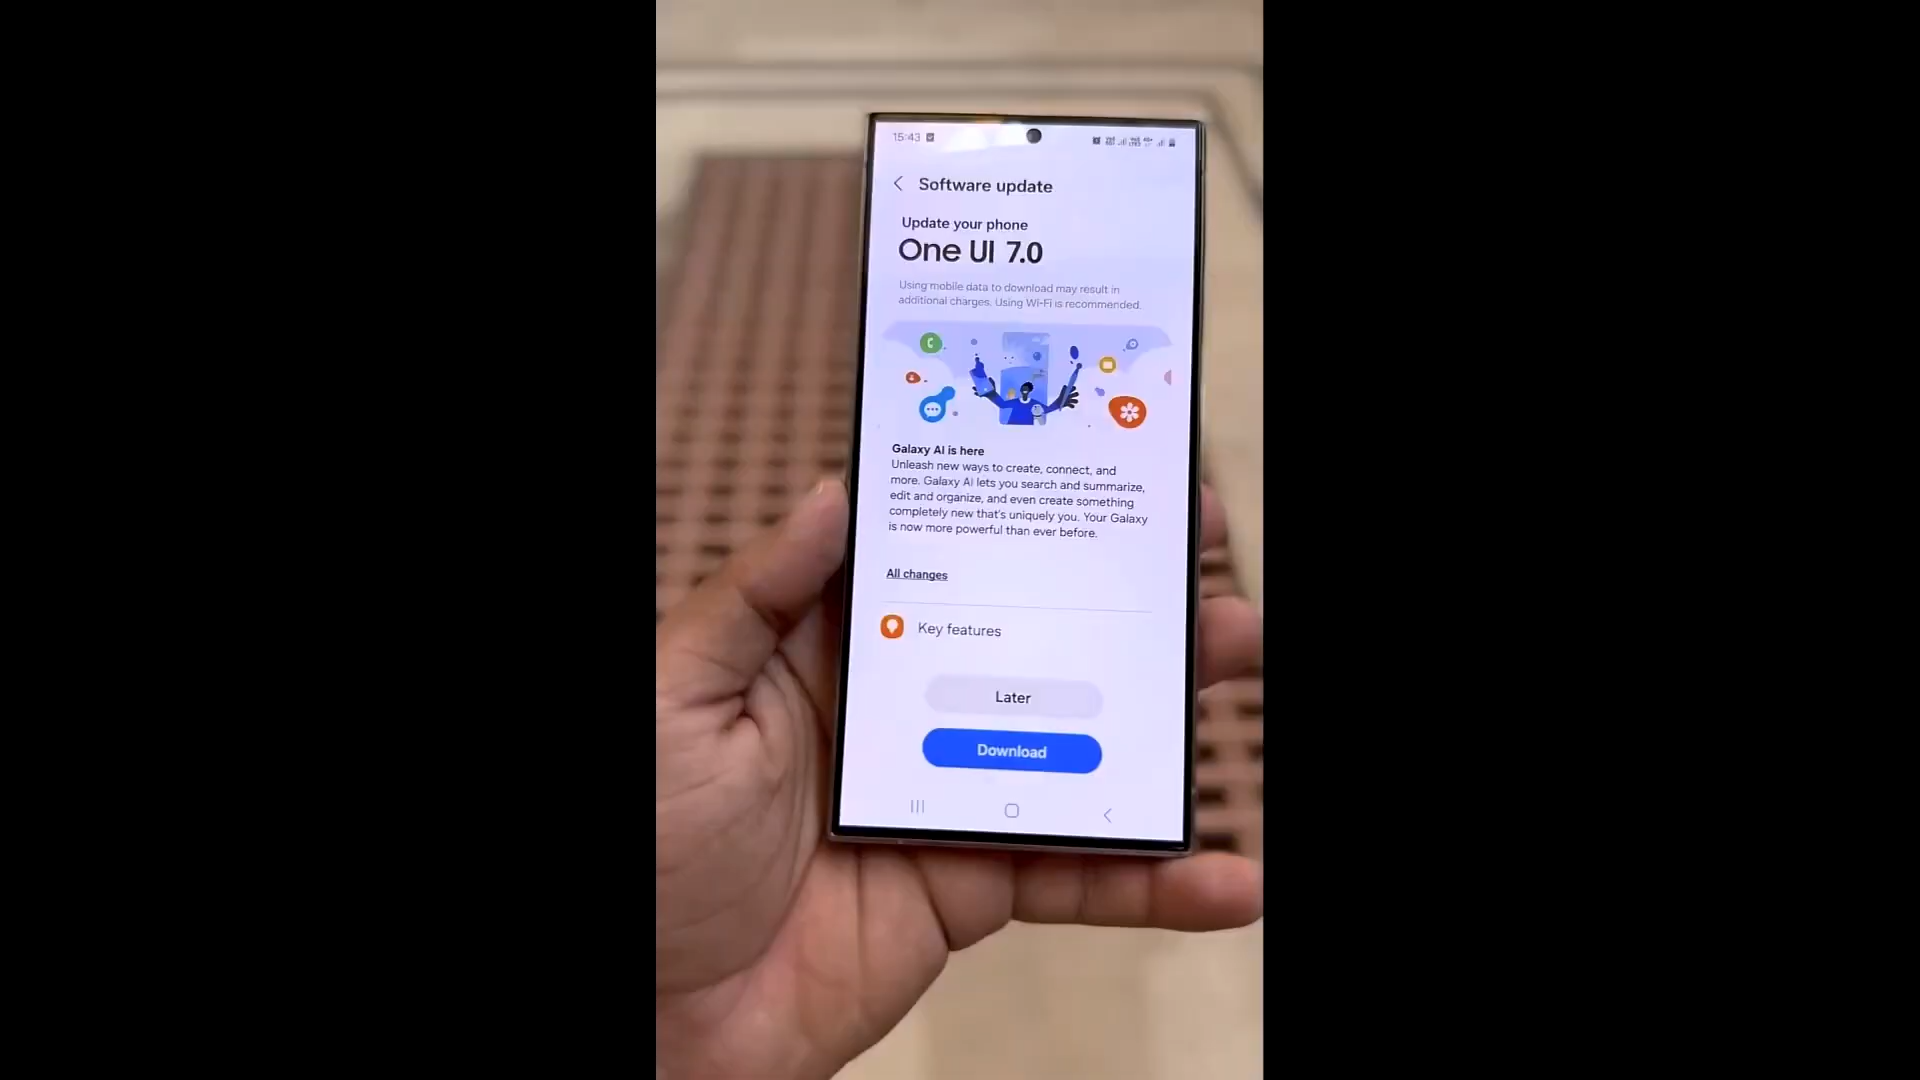 15:43
Software update
Update your phone
One UI 7.0
Using mobile data to download may result in
additional charges. Using Wi-Fi is recommended.
Galaxy AI is here
Unleash new ways to create, connect, and
more. Galaxy AI lets you search and summarize,
edit and organize, and even create something
completely new that's uniquely you. Your Galaxy
is now more powerful than ever before.
All changes
Key features
Later
Download